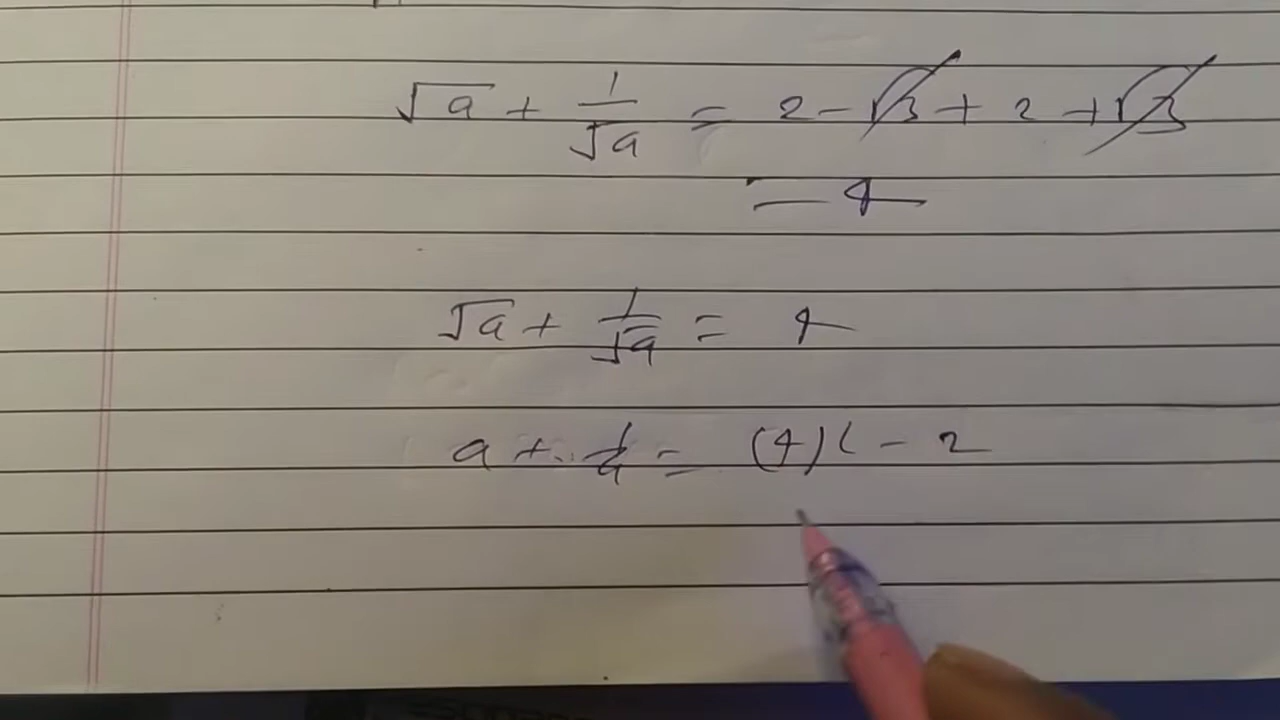 √a + 1/√a = 2 - √3 + 2 + √3
= 4
√a + 1/√a = 4
a + 1/a = (4)² - 2